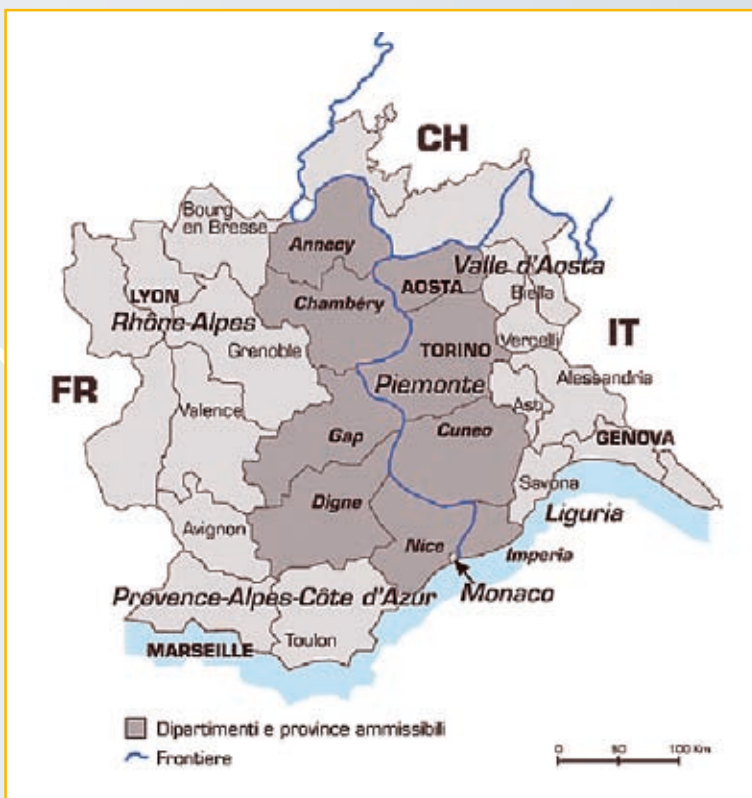 CH
Bourg
en Bresse
Annecy
Valle d'Aosta
AOSTA
LYON
Chambéry
Biella
Rhône-Alpes
IT
Grenoble
TORINO
Vercelli
FR
Piemonte
Alessandria
Valence
Asti
Gap
Cuneo
GENOVA
Savona
Digne
Liguria
Avignon
Nice
Imperia
Provence-Alpes-Côte d'Azur
Monaco
MARSEILLE
Toulon
Dipartimenti e province ammissibili
Frontiere
0 50 100 Km